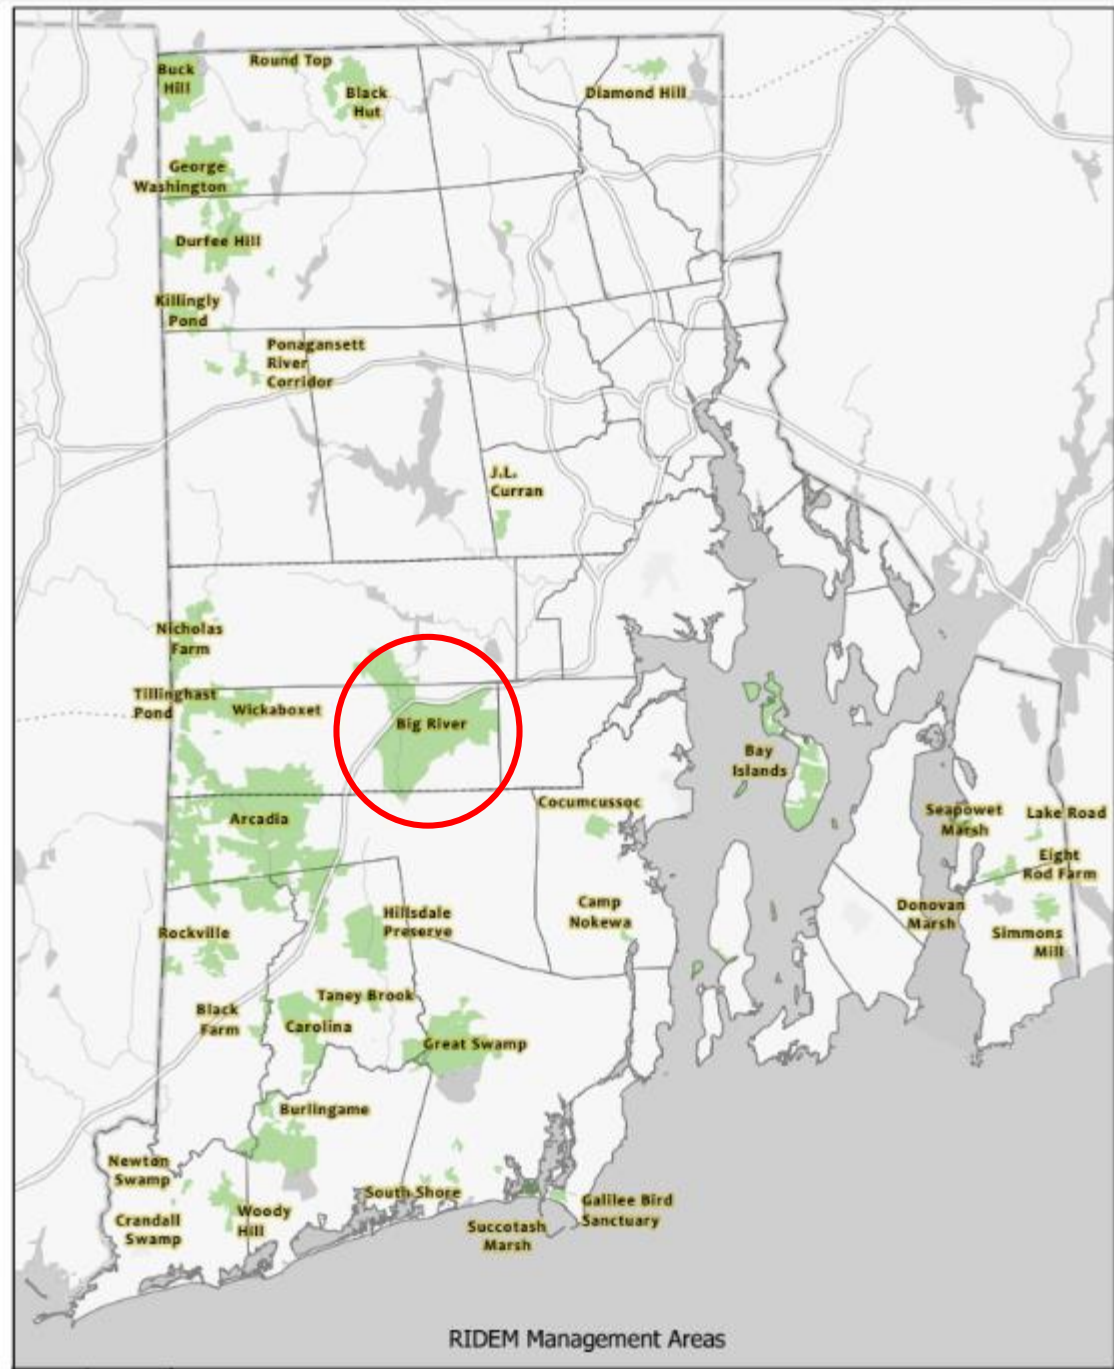 Buck
Hill
Round Top
Black
Hut
Diamond Hill
George
Washington
Durfee Hill
Killingly
Pond
Ponagansett
River
Corridor
J.L.
Curran
Nicholas
Farm
Tillinghast
Pond
Wickaboxet
Big River
Bay
Islands
Arcadia
Cocumcussoc
Seapowet
Marsh
Lake Road
Eight
Rod Farm
Rockville
Hillsdale
Preserve
Camp
Nokewa
Donovan
Marsh
Simmons
Mill
Black
Farm
Taney Brook
Carolina
Great Swamp
Burlingame
Newton
Swamp
Crandall
Swamp
Woody
Hill
South Shore
Succotash
Marsh
Galilee Bird
Sanctuary
RIDEM Management Areas